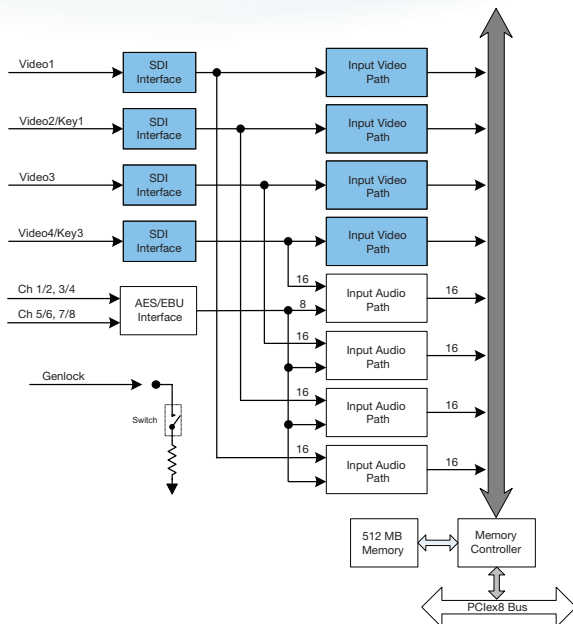 Video1
SDI
Interface
Input Video
Path
Video2/Key1
SDI
Interface
Input Video
Path
Video3
SDI
Interface
Input Video
Path
Video4/Key3
SDI
Interface
Input Video
Path
16
Ch 1/2, 3/4
Ch 5/6, 7/8
AES/EBU
Interface
8
Input Audio
Path
16
16
Input Audio
Path
16
Genlock
Switch
16
Input Audio
Path
16
16
Input Audio
Path
16
512 MB
Memory
Memory
Controller
PCIex8 Bus